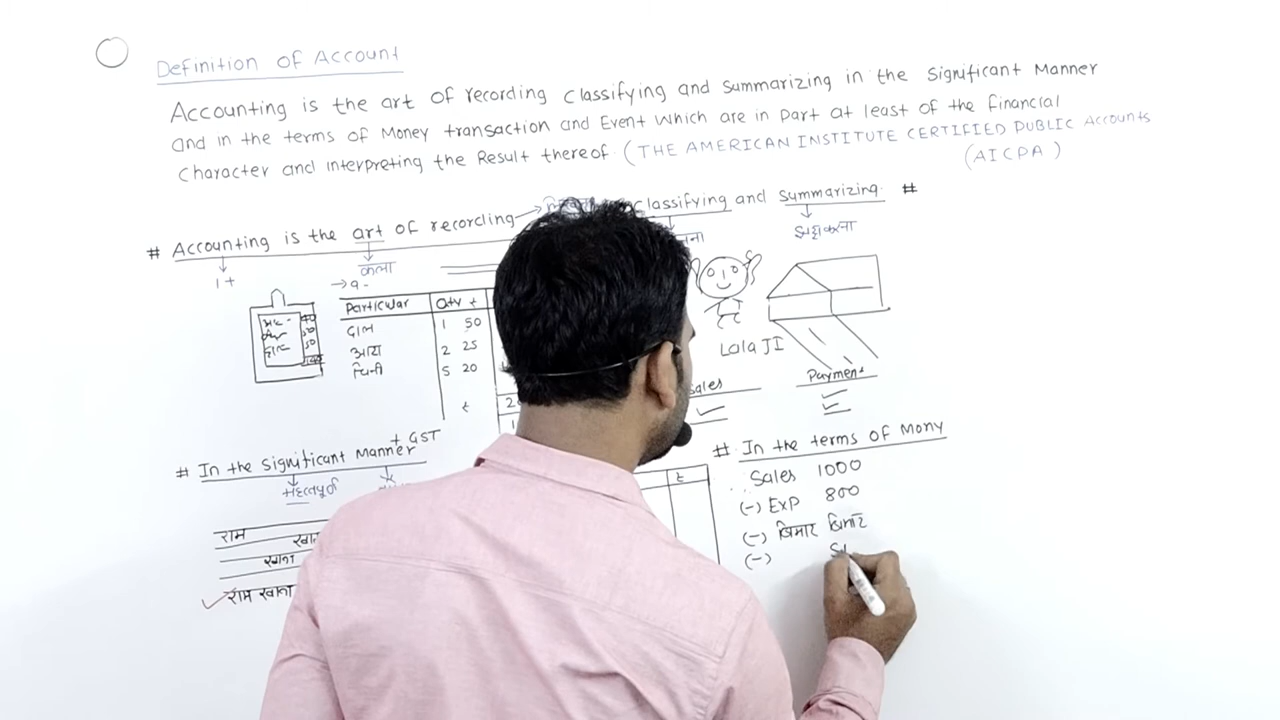 Definition of Account
Accounting is the art of recording classifying and summarizing in the significant Manner
and in the terms of Money transaction and Event Which are in Part at least of the financial
Character and interpreting the Result thereof (THE AMERICAN INSTITUTE CERTIFIED PUBLIC Accounts
(AICPA)
# Accounting is the art of recording → classifying and summarizing #
कला
1+
Particular Qty ₹
दाल 1 50
आटा 2 25
चिनी 5 20
₹
LalaJI
Sales
Payment
+ GST
# In the significant Manner
राम
खाना
राम खाना
₹
# In the terms of Mony
Sales 1000
(-) EXP 800
(-) बिमार बिमार
(-)